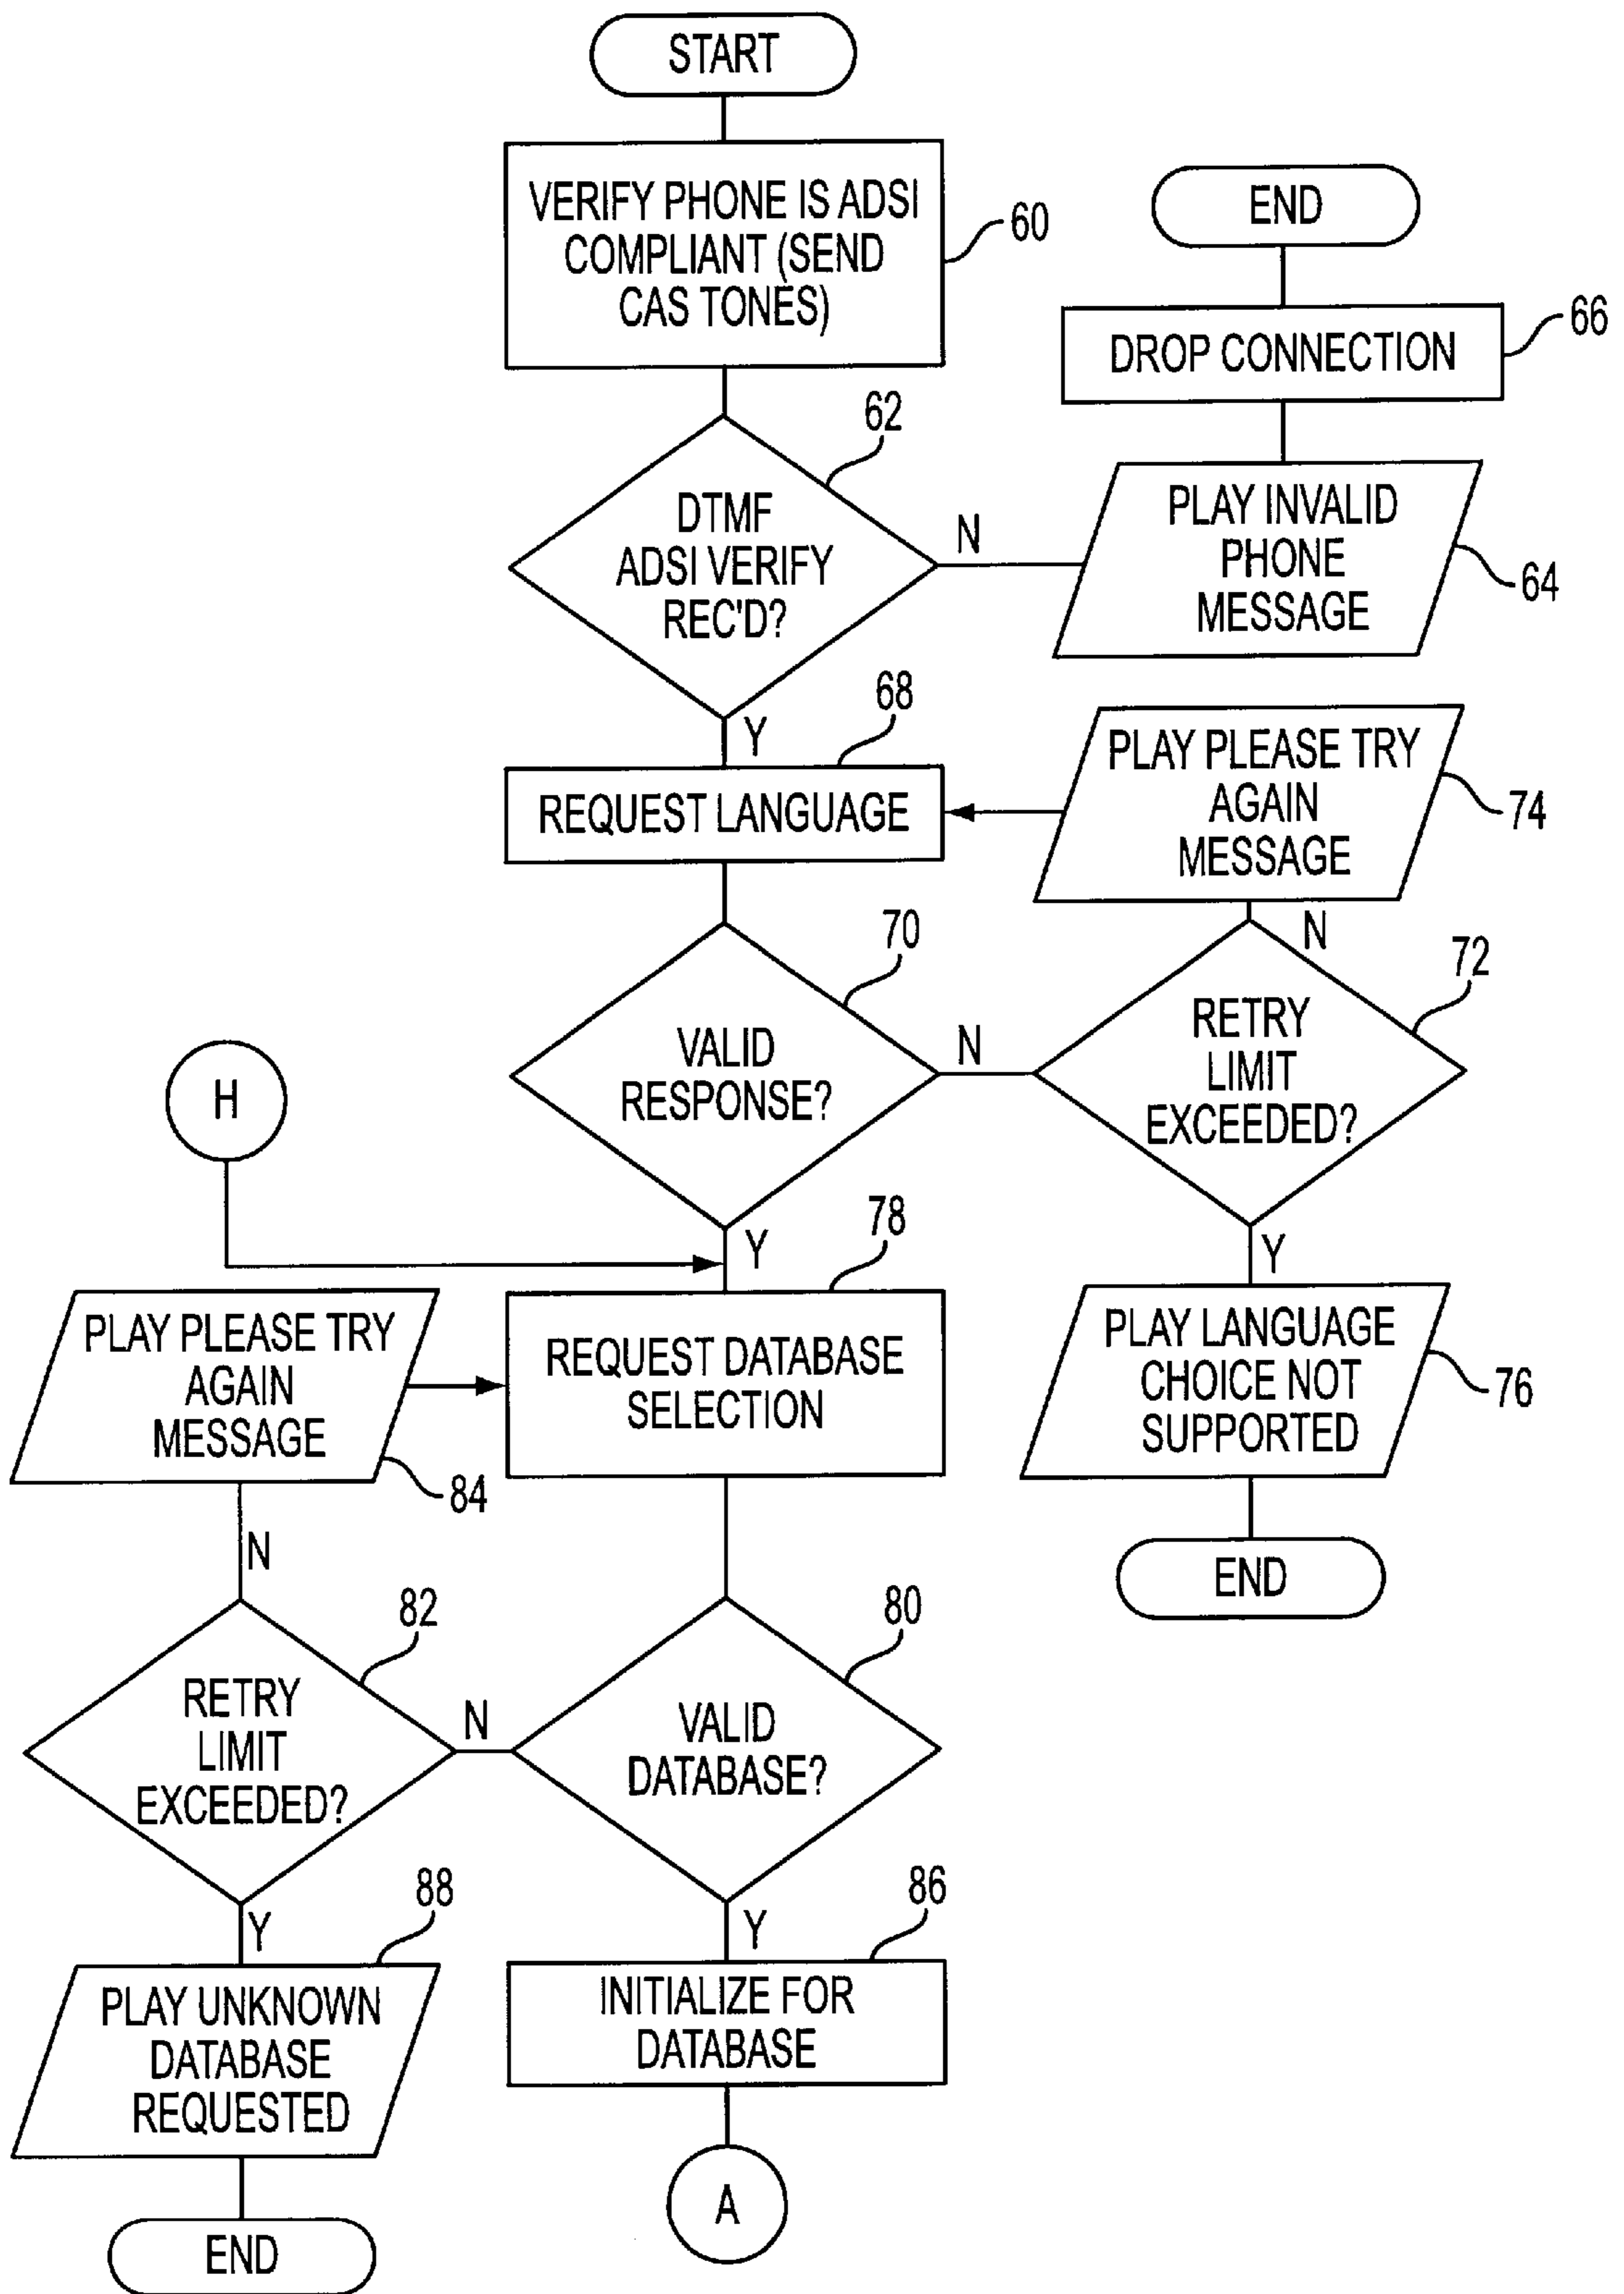 START
VERIFY PHONE IS ADSI
COMPLIANT (SEND
CAS TONES)
60
END
DROP CONNECTION
66
62
DTMF
ADSI VERIFY
REC'D?
N
PLAY INVALID
PHONE
MESSAGE
64
Y
68
REQUEST LANGUAGE
PLAY PLEASE TRY
AGAIN
MESSAGE
74
N
70
VALID
RESPONSE?
N
72
RETRY
LIMIT
EXCEEDED?
H
Y
78
Y
PLAY PLEASE TRY
AGAIN
MESSAGE
84
REQUEST DATABASE
SELECTION
PLAY LANGUAGE
CHOICE NOT
SUPPORTED
76
END
N
82
RETRY
LIMIT
EXCEEDED?
N
80
VALID
DATABASE?
Y
88
Y
86
PLAY UNKNOWN
DATABASE
REQUESTED
INITIALIZE FOR
DATABASE
END
A